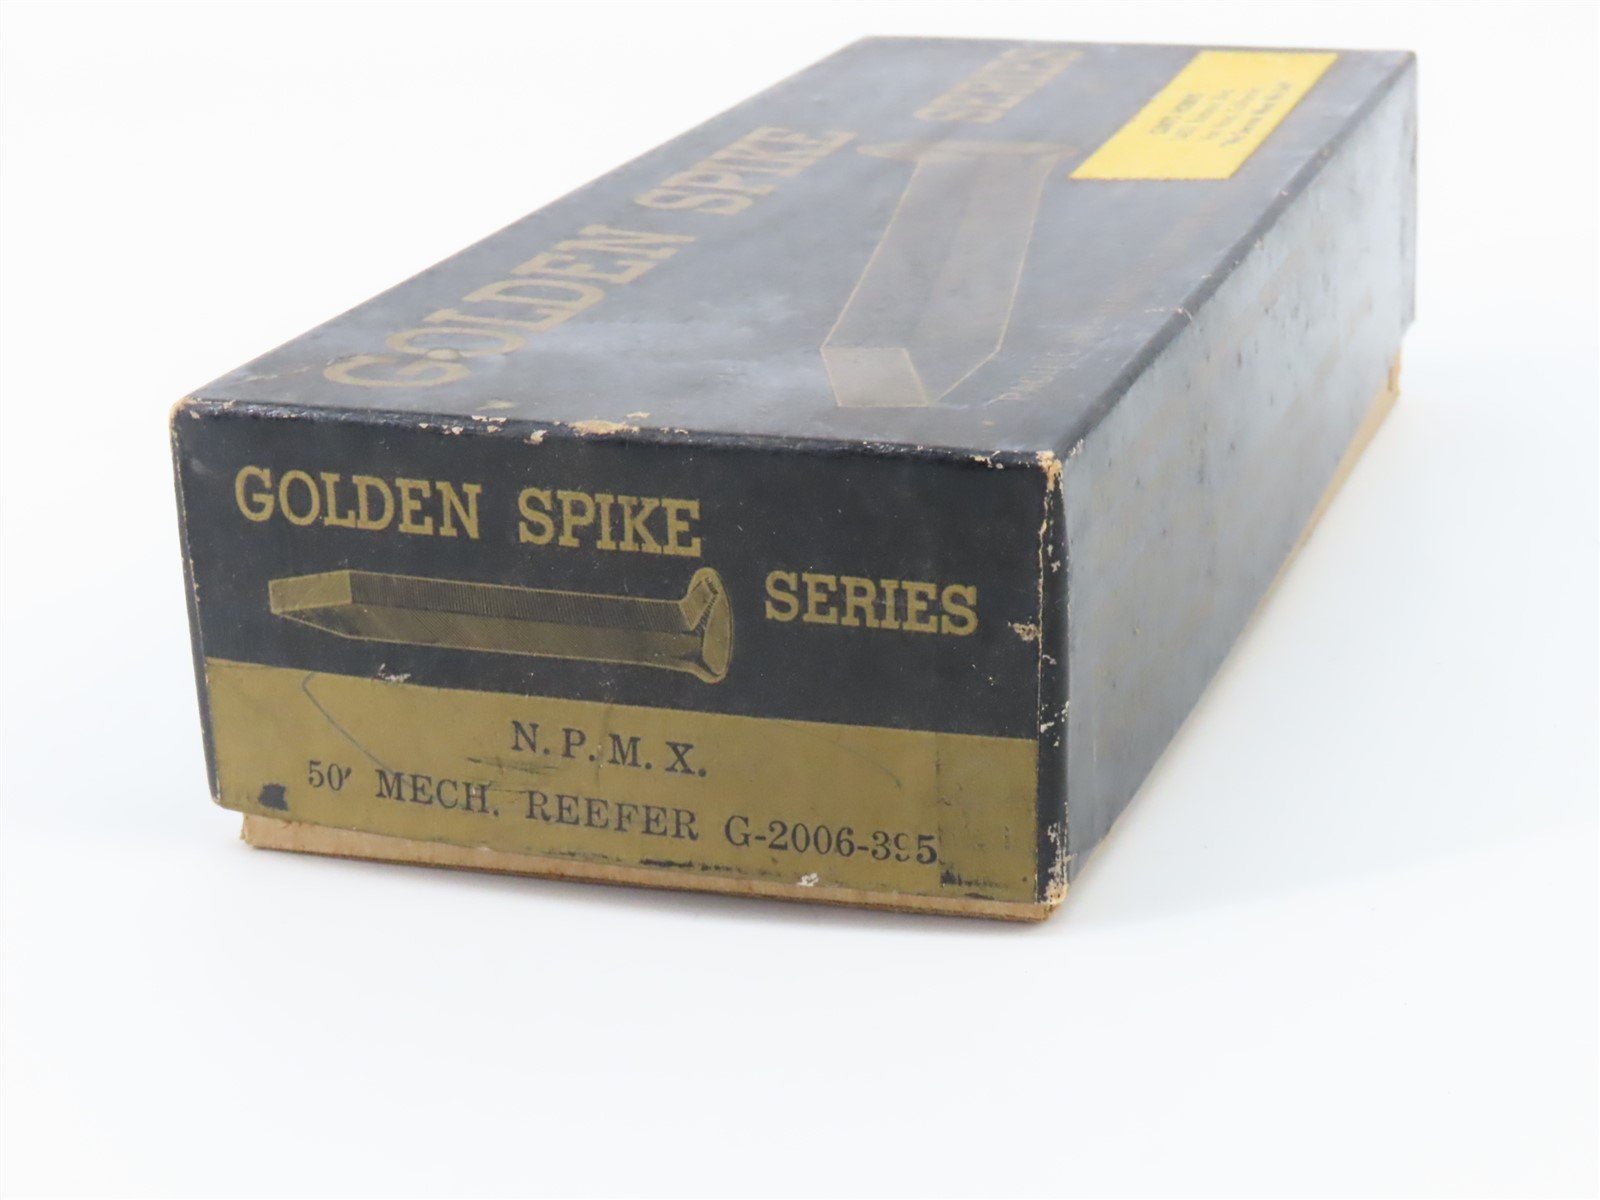 GOLDEN SPIKE SERIES
GOLDEN SPIKE
SERIES
N. P. M. X.
50' MECH. REEFER G-2006-395